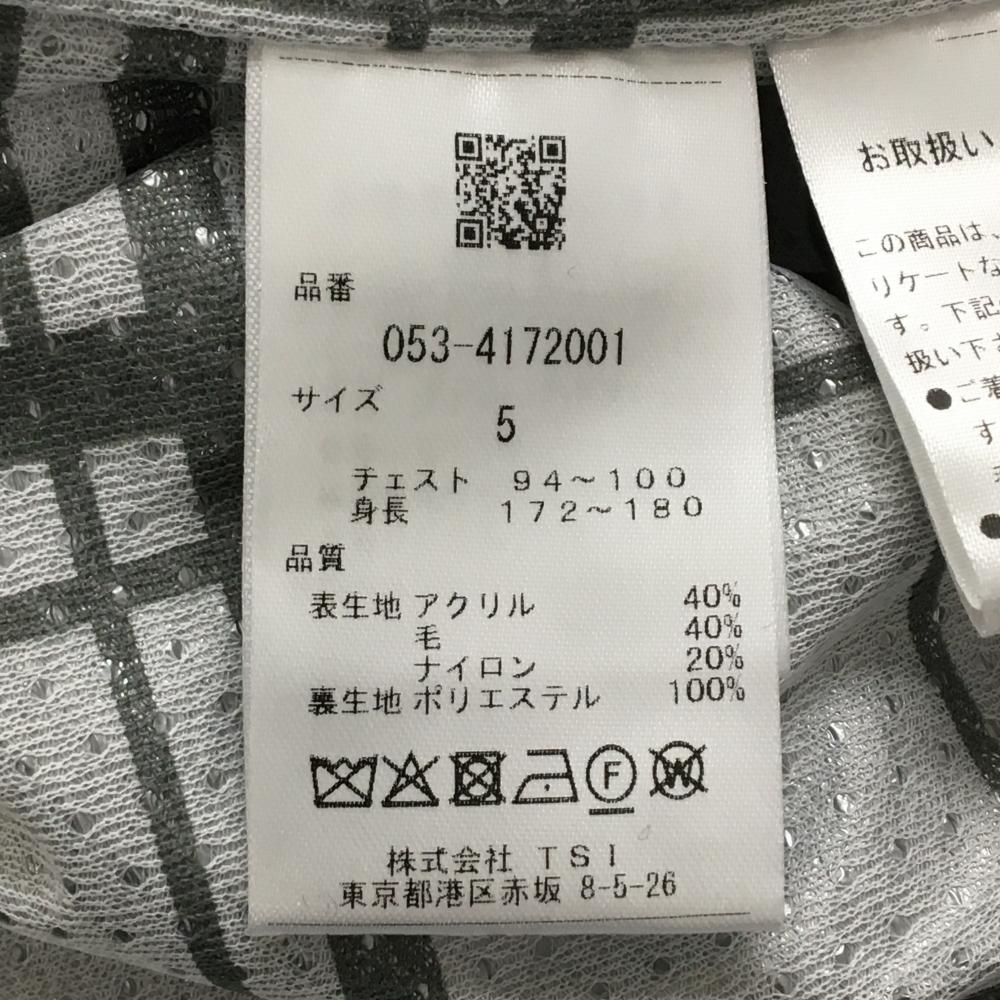 品番
053-4172001
サイズ
5
チェスト 94～100
身長 172～180
品質
表生地 アクリル 40%
毛 40%
ナイロン 20%
裏生地 ポリエステル 100%
F
W
株式会社 TSI
東京都港区赤坂 8-5-26
お取扱い
この商品は、
リケートな
す。下記
扱い下さ
●ご着
す